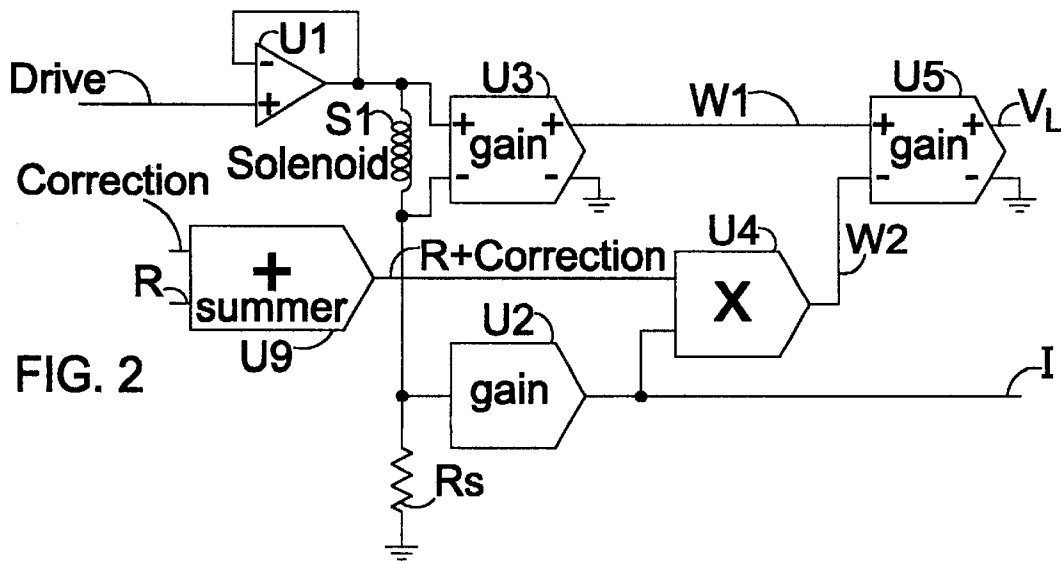 U1
-
Drive
+
S1
Solenoid
U3
+ +
gain
- -
W1
U5
+ +
gain
- -
VL
Correction
R
+
summer
U9
R+Correction
U4
X
W2
U2
gain
I
FIG. 2
Rs